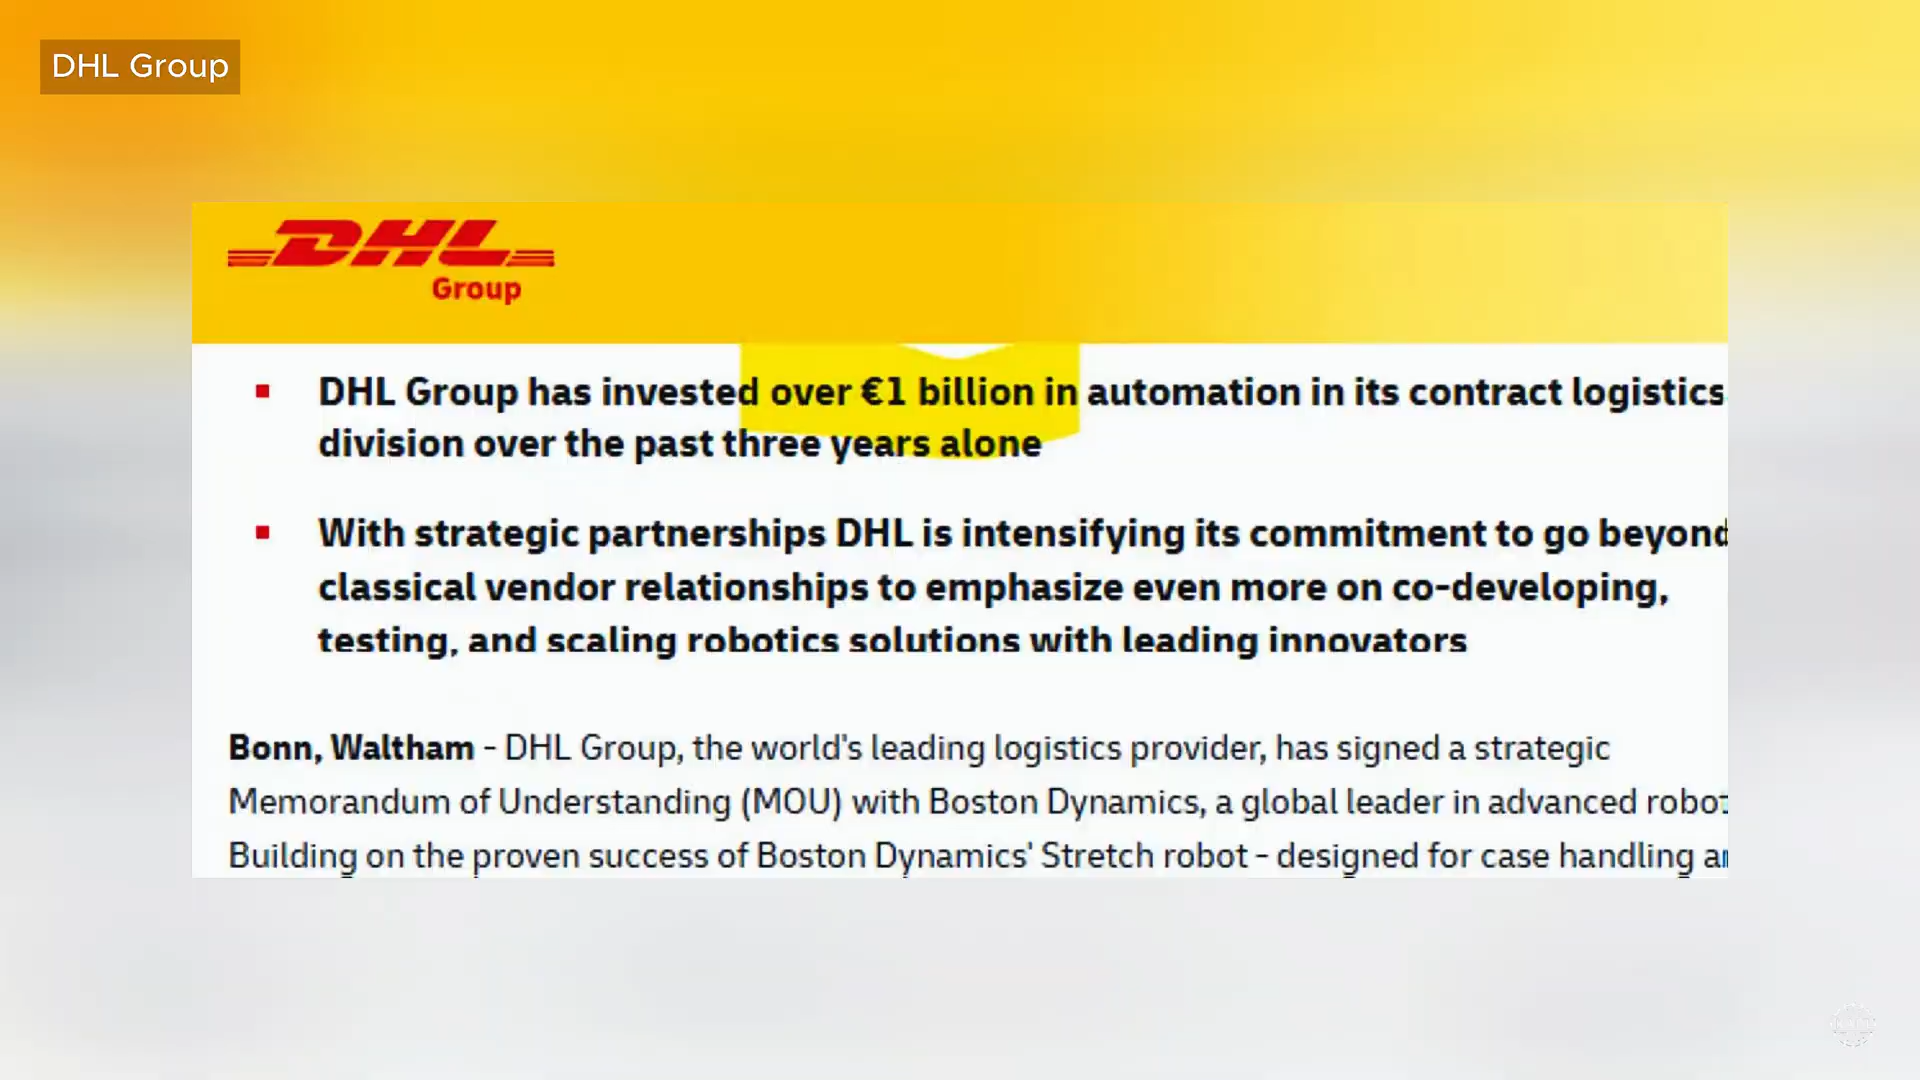 DHL Group
DHL
Group
DHL Group has invested over €1 billion in automation in its contract logistics
division over the past three years alone
With strategic partnerships DHL is intensifying its commitment to go beyond
classical vendor relationships to emphasize even more on co-developing,
testing, and scaling robotics solutions with leading innovators
Bonn, Waltham - DHL Group, the world's leading logistics provider, has signed a strategic
Memorandum of Understanding (MOU) with Boston Dynamics, a global leader in advanced robot
Building on the proven success of Boston Dynamics' Stretch robot - designed for case handling